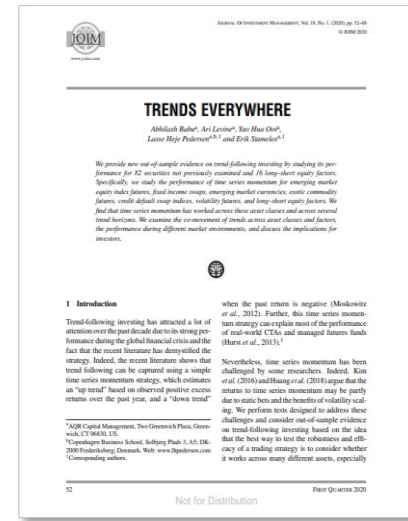 JOURNAL OF INVESTMENT MANAGEMENT, Vol. 18, No. 1, (2020), pp. 52–68
© JOIM 2020
JOIM
www.joim.com
TRENDS EVERYWHERE
Abhilash Babuᵃ, Ari Levineᵃ, Yao Hua Ooiᵃ,
Lasse Heje Pedersenᵃ,ᵇ,¹ and Erik Stamelosᵃ,¹
We provide new out-of-sample evidence on trend-following investing by studying its per-
formance for 82 securities not previously examined and 16 long–short equity factors.
Specifically, we study the performance of time series momentum for emerging market
equity index futures, fixed income swaps, emerging market currencies, exotic commodity
futures, credit default swap indices, volatility futures, and long–short equity factors. We
find that time series momentum has worked across these asset classes and across several
trend horizons. We examine the co-movement of trends across asset classes and factors,
the performance during different market environments, and discuss the implications for
investors.
1 Introduction
Trend-following investing has attracted a lot of
attention over the past decade due to its strong per-
formance during the global financial crisis and the
fact that the recent literature has demystified the
strategy. Indeed, the recent literature shows that
trend following can be captured using a simple
time series momentum strategy, which estimates
an “up trend” based on observed positive excess
returns over the past year, and a “down trend”
ᵃAQR Capital Management, Two Greenwich Plaza, Green-
wich, CT 06830, US.
ᵇCopenhagen Business School, Solbjerg Plads 3, A5; DK-
2000 Frederiksberg; Denmark. Web: www.lhpedersen.com
¹Corresponding authors.
when the past return is negative (Moskowitz
et al., 2012). Further, this time series momen-
tum strategy can explain most of the performance
of real-world CTAs and managed futures funds
(Hurst et al., 2013).¹
Nevertheless, time series momentum has been
challenged by some researchers. Indeed, Kim
et al. (2016) and Huang et al. (2018) argue that the
returns to time series momentum may be partly
due to static bets and the benefits of volatility scal-
ing. We perform tests designed to address these
challenges and consider out-of-sample evidence
on trend-following investing based on the idea
that the best way to test the robustness and effi-
cacy of a trading strategy is to consider whether
it works across many different assets, especially
52
FIRST QUARTER 2020
Not for Distribution